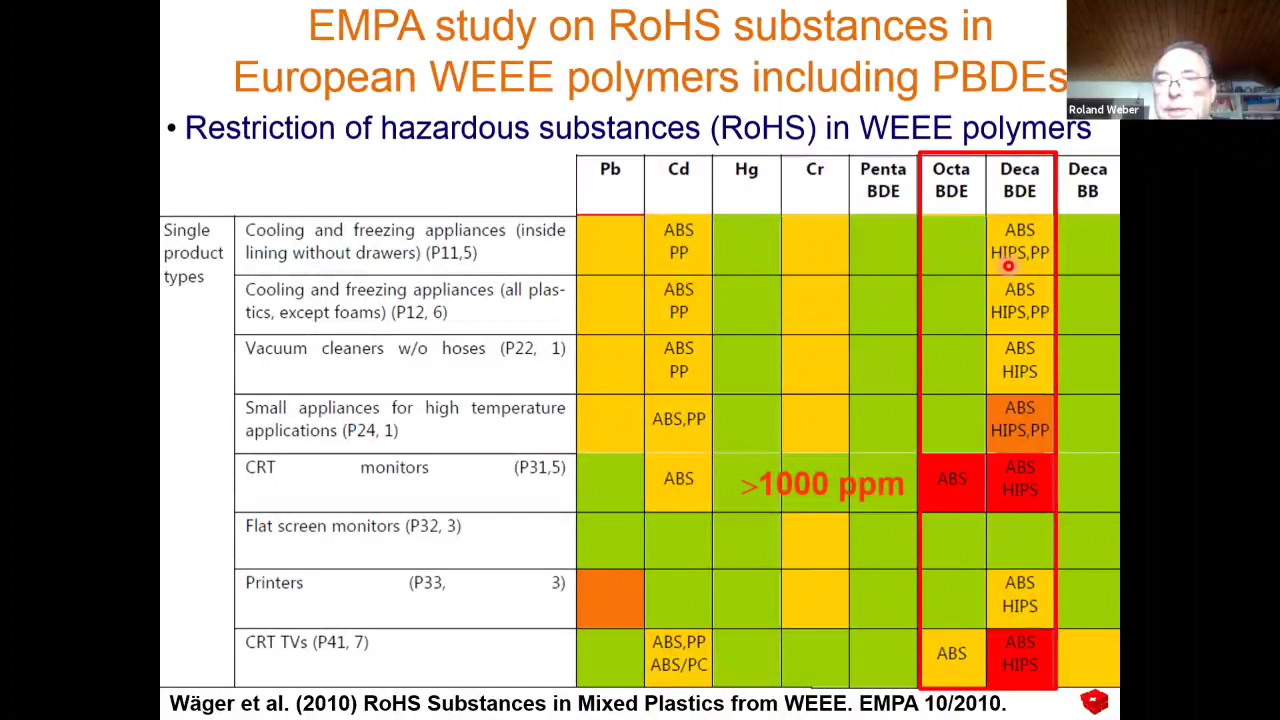 EMPA study on RoHS substances in
European WEEE polymers including PBDEs
Roland Weber
• Restriction of hazardous substances (RoHS) in WEEE polymers
Pb Cd Hg Cr Penta BDE Octa BDE Deca BDE Deca BB
Single product types
Cooling and freezing appliances (inside ABS ABS
lining without drawers) (P11,5) PP HIPS,PP
Cooling and freezing appliances (all plas- ABS ABS
tics, except foams) (P12, 6) PP HIPS,PP
Vacuum cleaners w/o hoses (P22, 1) ABS ABS
PP HIPS
Small appliances for high temperature ABS,PP ABS
applications (P24, 1) HIPS,PP
CRT monitors (P31,5) ABS >1000 ppm ABS ABS
HIPS
Flat screen monitors (P32, 3)
Printers (P33, 3) ABS
HIPS
CRT TVs (P41, 7) ABS,PP ABS ABS
ABS/PC HIPS
Wäger et al. (2010) RoHS Substances in Mixed Plastics from WEEE. EMPA 10/2010.